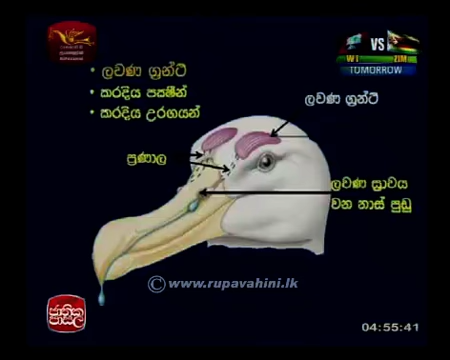 VS
W I ZIM
TOMORROW
• ලවණ ග්‍රන්ථි
• කරදිය පක්ෂීන්
• කරදිය උරගයන්
ලවණ ග්‍රන්ථි
ප්‍රණාල
ලවණ ස්‍රාවය
වන නාස් පුඩු
© www.rupavahini.lk
ජාතික
පාසල
04:55:41